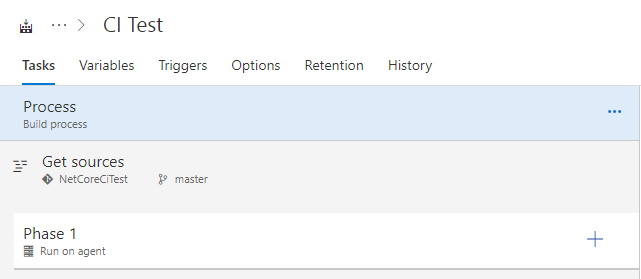 ··· > CI Test
Tasks Variables Triggers Options Retention History
Process
Build process
Get sources
NetCoreCiTest master
Phase 1
Run on agent